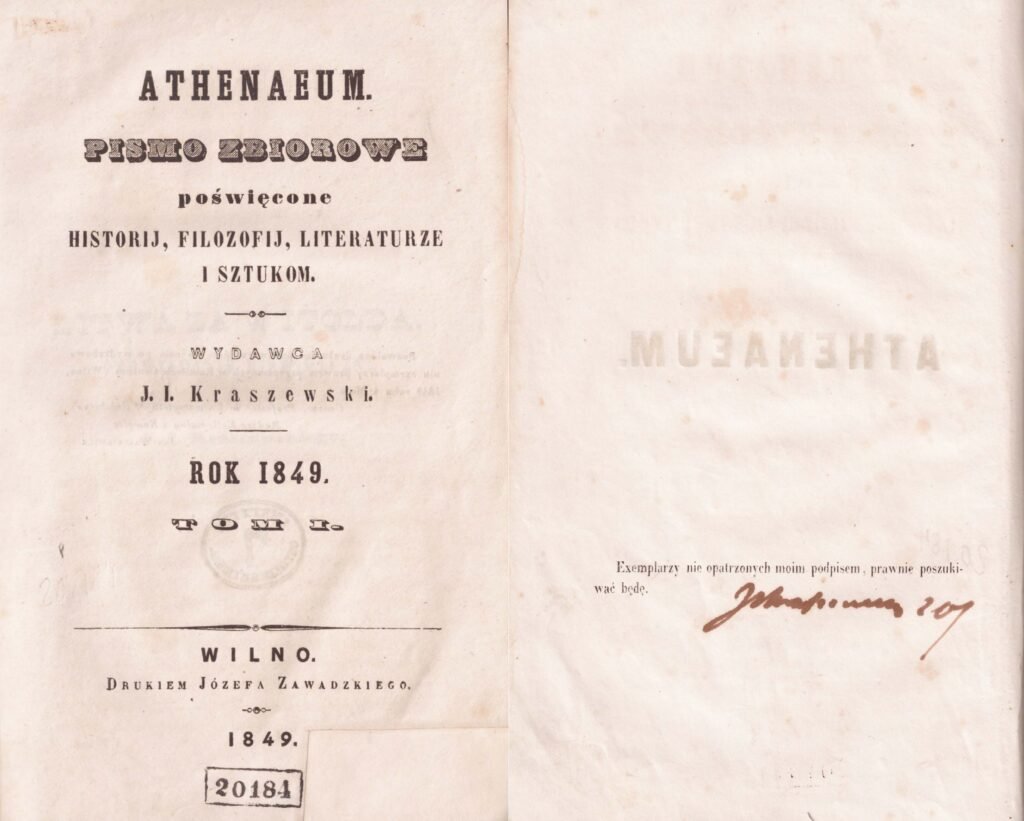 ATHENAEUM.
PISMO ZBIOROWE
poświęcone
HISTORIJ, FILOZOFIJ, LITERATURZE
I SZTUKOM.
WYDAWCA
J. I. Kraszewski.
ROK 1849.
TOM I.
WILNO.
DRUKIEM JÓZEFA ZAWADZKIEGO.
1849.
20184
ATHENAEUM.
Exemplarzy nie opatrzonych moim podpisem, prawnie poszuki-
wać będę.